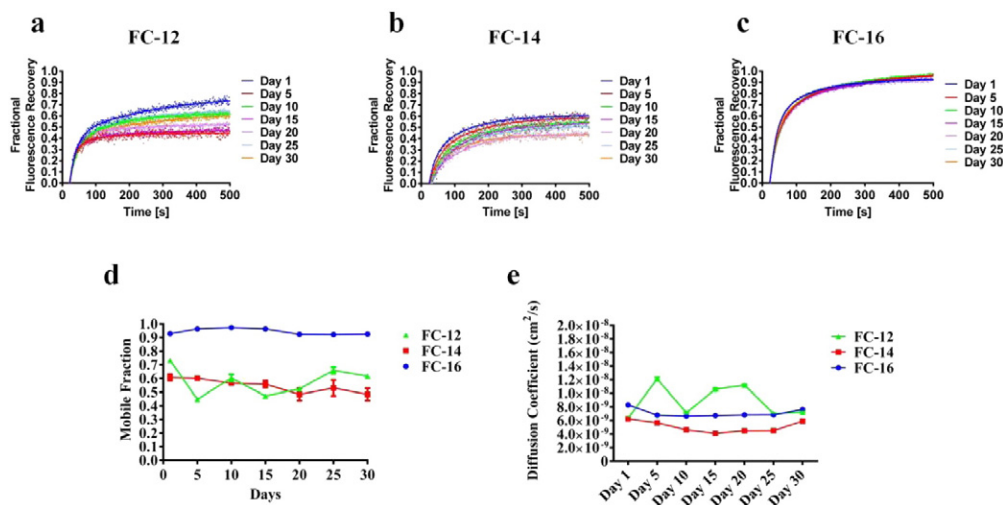 a
FC-12
Fractional
Fluorescence Recovery
1.0
0.9
0.8
0.7
0.6
0.5
0.4
0.3
0.2
0.1
0.0
0 100 200 300 400 500
Time [s]
Day 1
Day 5
Day 10
Day 15
Day 20
Day 25
Day 30
b
FC-14
Fractional
Fluorescence Recovery
1.0
0.9
0.8
0.7
0.6
0.5
0.4
0.3
0.2
0.1
0.0
0 100 200 300 400 500
Time [s]
Day 1
Day 5
Day 10
Day 15
Day 20
Day 25
Day 30
c
FC-16
Fractional
Fluorescence Recovery
1.0
0.9
0.8
0.7
0.6
0.5
0.4
0.3
0.2
0.1
0.0
0 100 200 300 400 500
Time [s]
Day 1
Day 5
Day 10
Day 15
Day 20
Day 25
Day 30
d
Mobile Fraction
1.0
0.9
0.8
0.7
0.6
0.5
0.4
0.3
0.2
0.1
0.0
0 5 10 15 20 25 30
Days
FC-12
FC-14
FC-16
e
Diffusion Coefficient (cm²/s)
2.0×10⁻⁸
1.8×10⁻⁸
1.6×10⁻⁸
1.4×10⁻⁸
1.2×10⁻⁸
1.0×10⁻⁸
8.0×10⁻⁹
6.0×10⁻⁹
4.0×10⁻⁹
2.0×10⁻⁹
0
Day 1 Day 5 Day 10 Day 15 Day 20 Day 25 Day 30
FC-12
FC-14
FC-16